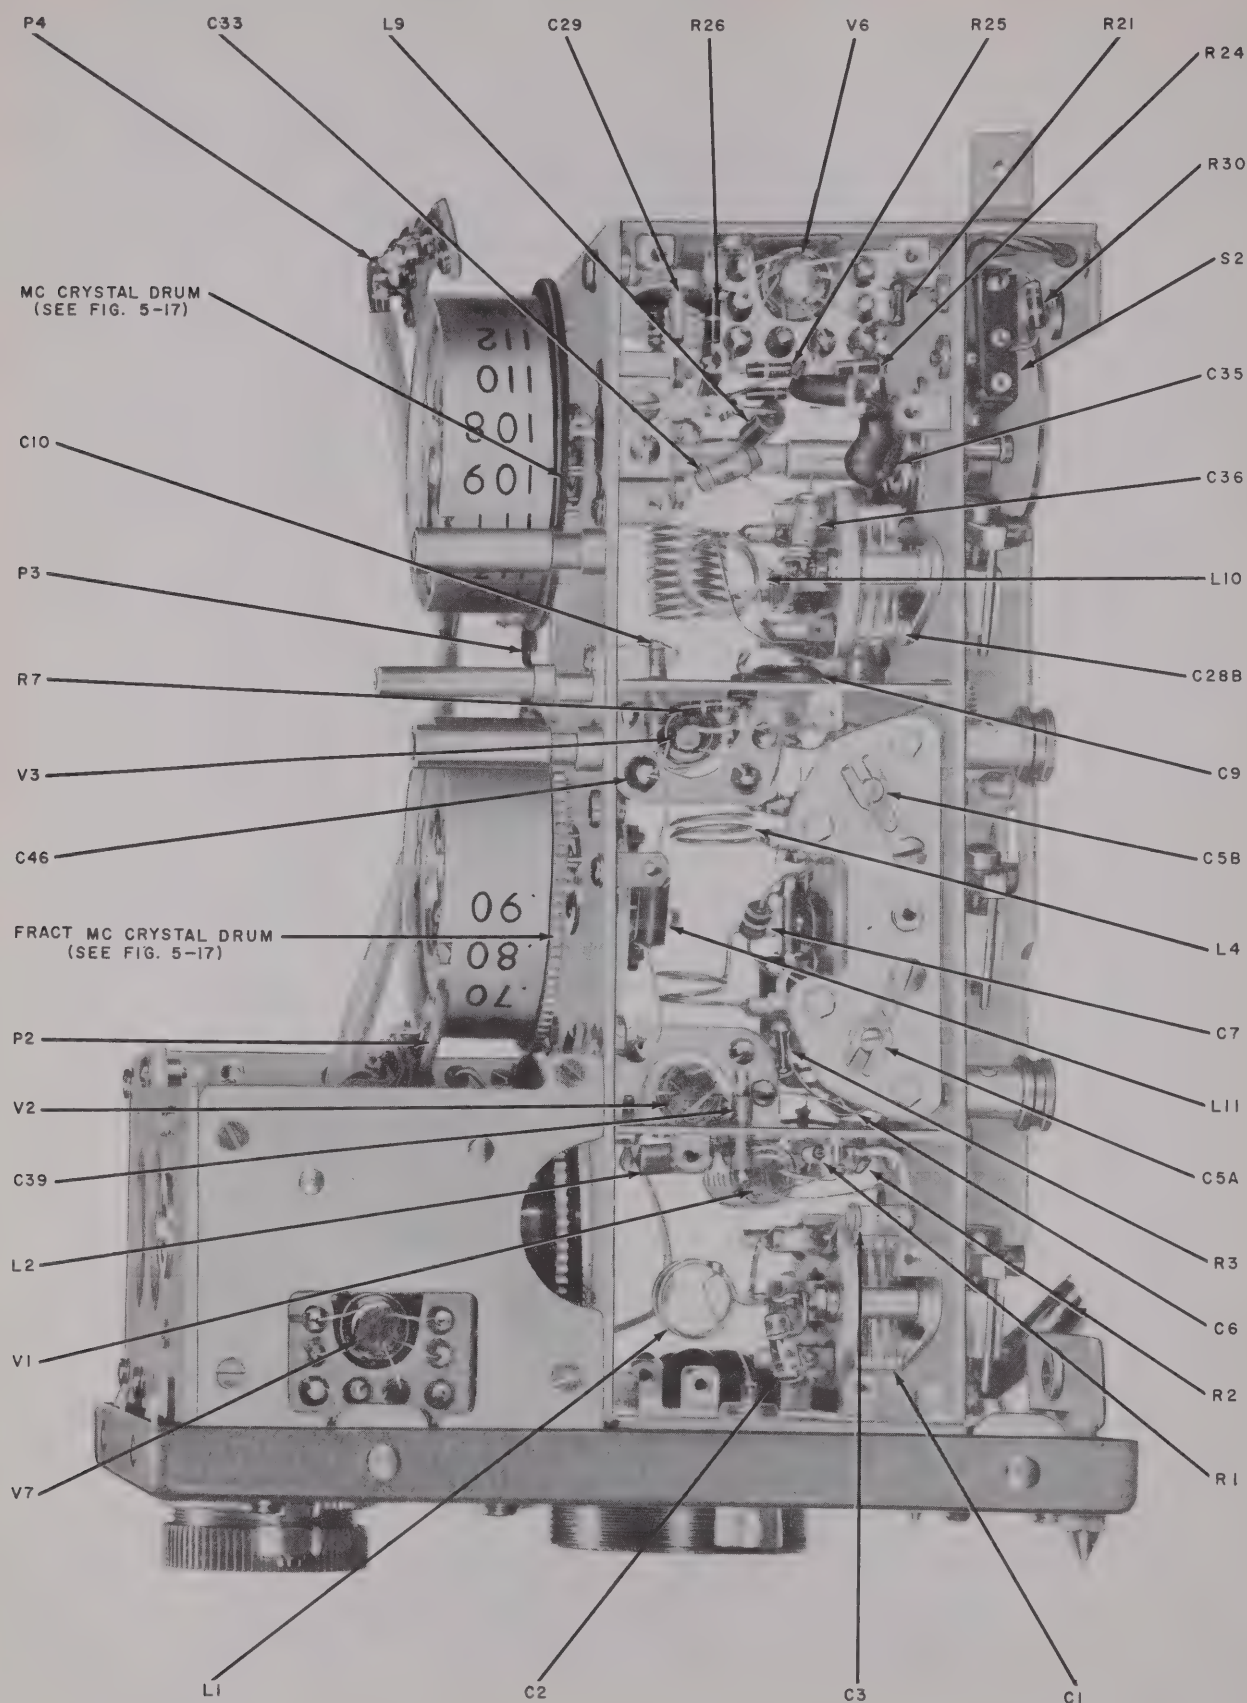 P4
C33
L9
C29
R26
V6
R25
R21
R24
R30
MC CRYSTAL DRUM
(SEE FIG. 5-17)
S2
112
110
108
109
C35
C10
C36
P3
L10
R7
C28B
V3
C9
C46
C5B
90
FRACT MC CRYSTAL DRUM
(SEE FIG. 5-17)
80
L4
70
P2
C7
V2
L11
C39
C5A
L2
R3
C6
V1
R2
V7
R1
L1
C2
C3
C1